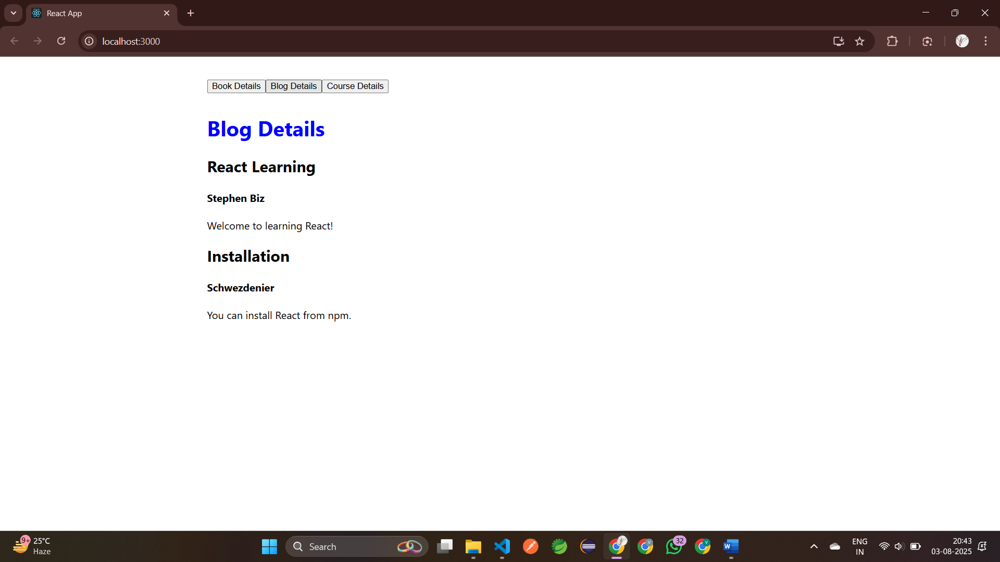 React App
localhost:3000
Book Details Blog Details Course Details
Blog Details
React Learning
Stephen Biz
Welcome to learning React!
Installation
Schwezdenier
You can install React from npm.
9+ 25°C
Haze
Search
32
V
V
W
ENG
IN
20:43
03-08-2025